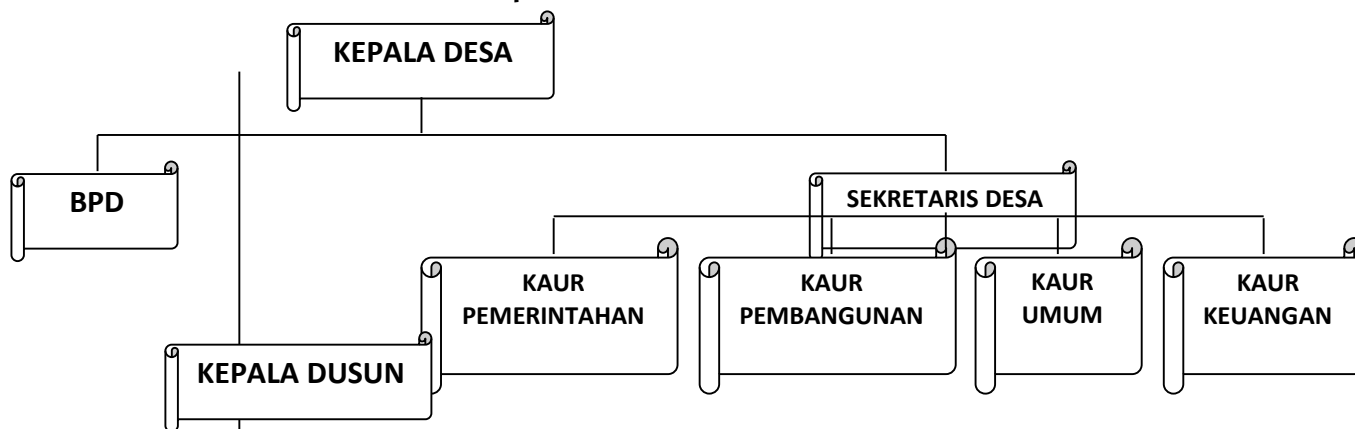 KEPALA DESA
BPD
SEKRETARIS DESA
KAUR
PEMERINTAHAN
KAUR
PEMBANGUNAN
KAUR
UMUM
KAUR
KEUANGAN
KEPALA DUSUN